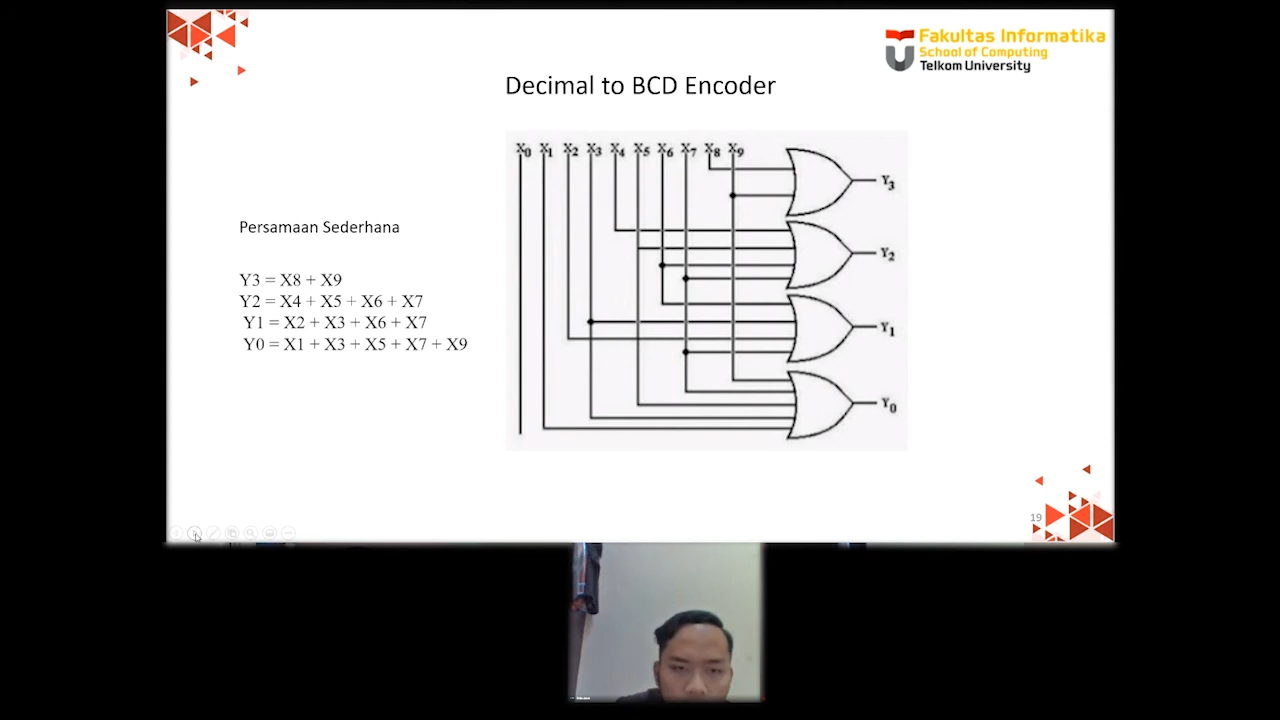 Fakultas Informatika
School of Computing
Telkom University
Decimal to BCD Encoder
X0 X1 X2 X3 X4 X5 X6 X7 X8 X9
Y3
Y2
Y1
Y0
Persamaan Sederhana
Y3 = X8 + X9
Y2 = X4 + X5 + X6 + X7
Y1 = X2 + X3 + X6 + X7
Y0 = X1 + X3 + X5 + X7 + X9
19